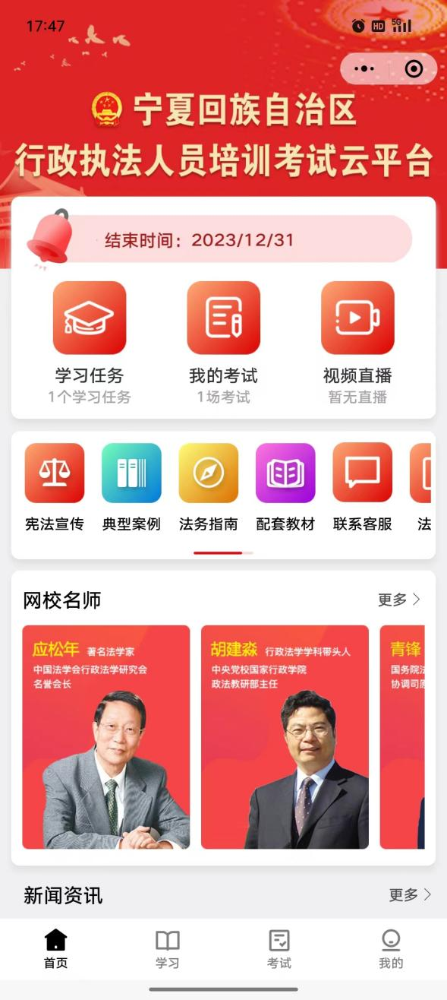 17:47
HD 5G
宁夏回族自治区
行政执法人员培训考试云平台
结束时间：2023/12/31
学习任务 我的考试 视频直播
1个学习任务 1场考试 暂无直播
宪法宣传 典型案例 法务指南 配套教材 联系客服 法
网校名师 更多
应松年 著名法学家
中国法学会行政法学研究会
名誉会长
胡建淼 行政法学学科带头人
中央党校国家行政学院
政法教研部主任
青锋
国务院法
协调司原
新闻资讯 更多
首页 学习 考试 我的